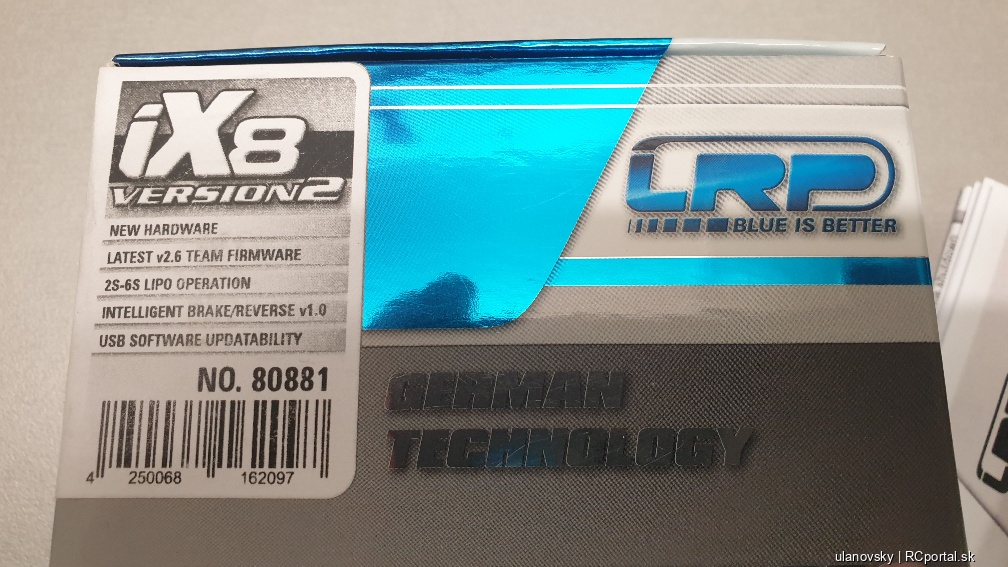 iX8
VERSION2
NEW HARDWARE
LATEST v2.6 TEAM FIRMWARE
2S-6S LIPO OPERATION
INTELLIGENT BRAKE/REVERSE v1.0
USB SOFTWARE UPDATABILITY
NO. 80881
4 250068 162097
LRP
BLUE IS BETTER
GERMAN
TECHNOLOGY
ulanovsky | RCportal.sk